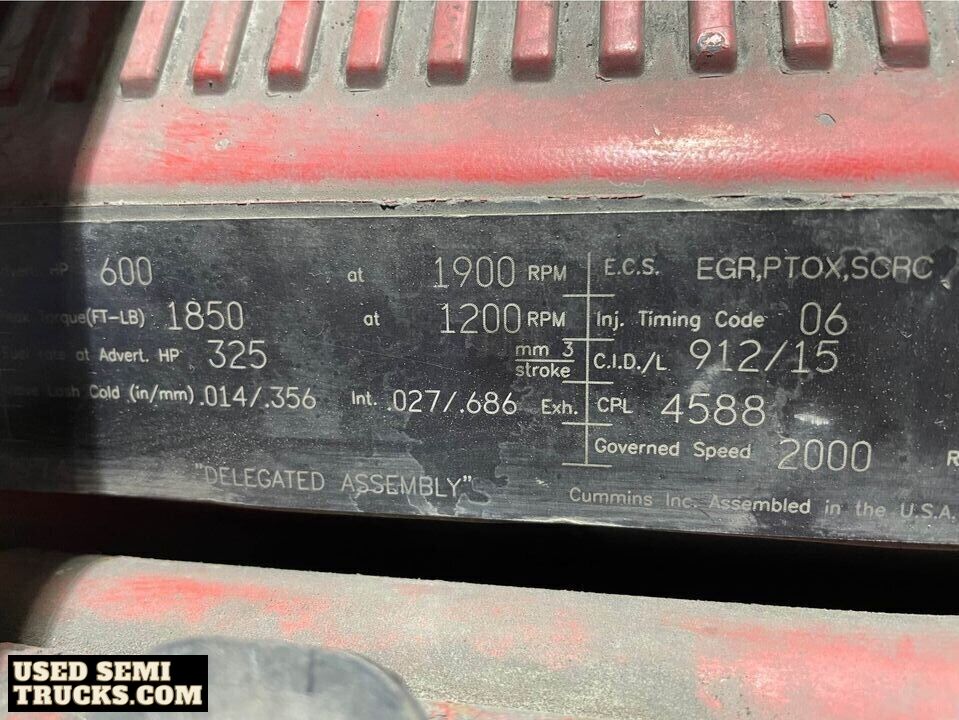 HP 600 at 1900 RPM
Torque(FT-LB) 1850 at 1200 RPM
at Advert. HP 325 mm 3
stroke
Lash Cold (in/mm) .014/.356 Int. .027/.686 Exh.
"DELEGATED ASSEMBLY"
E.C.S. EGR,PTOX,SCRC
Inj. Timing Code 06
C.I.D./L 912/15
CPL 4588
Governed Speed 2000 R
Cummins Inc. Assembled in the U.S.A.
USED SEMI
TRUCKS.COM